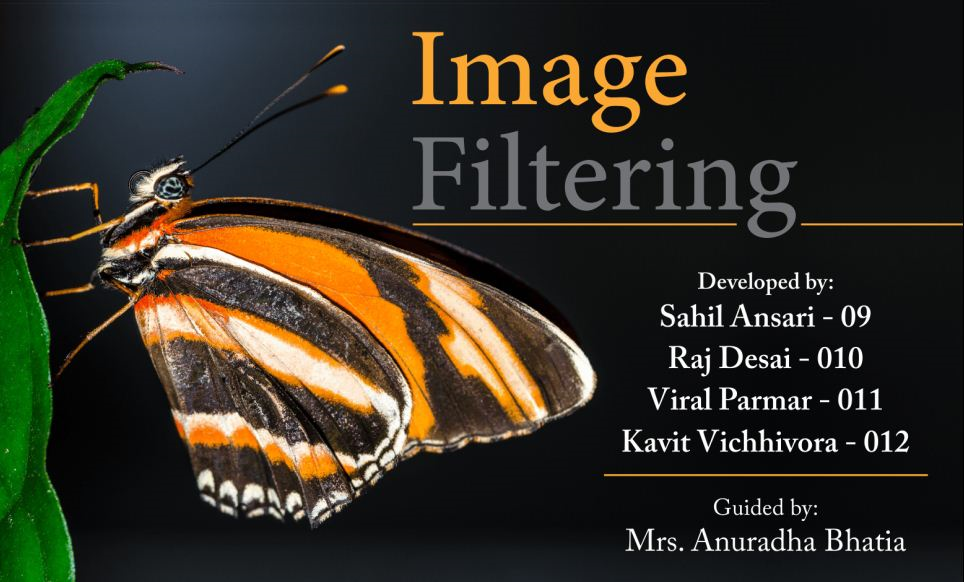 Image
Filtering
Developed by:
Sahil Ansari - 09
Raj Desai - 010
Viral Parmar - 011
Kavit Vichhivora - 012
Guided by:
Mrs. Anuradha Bhatia